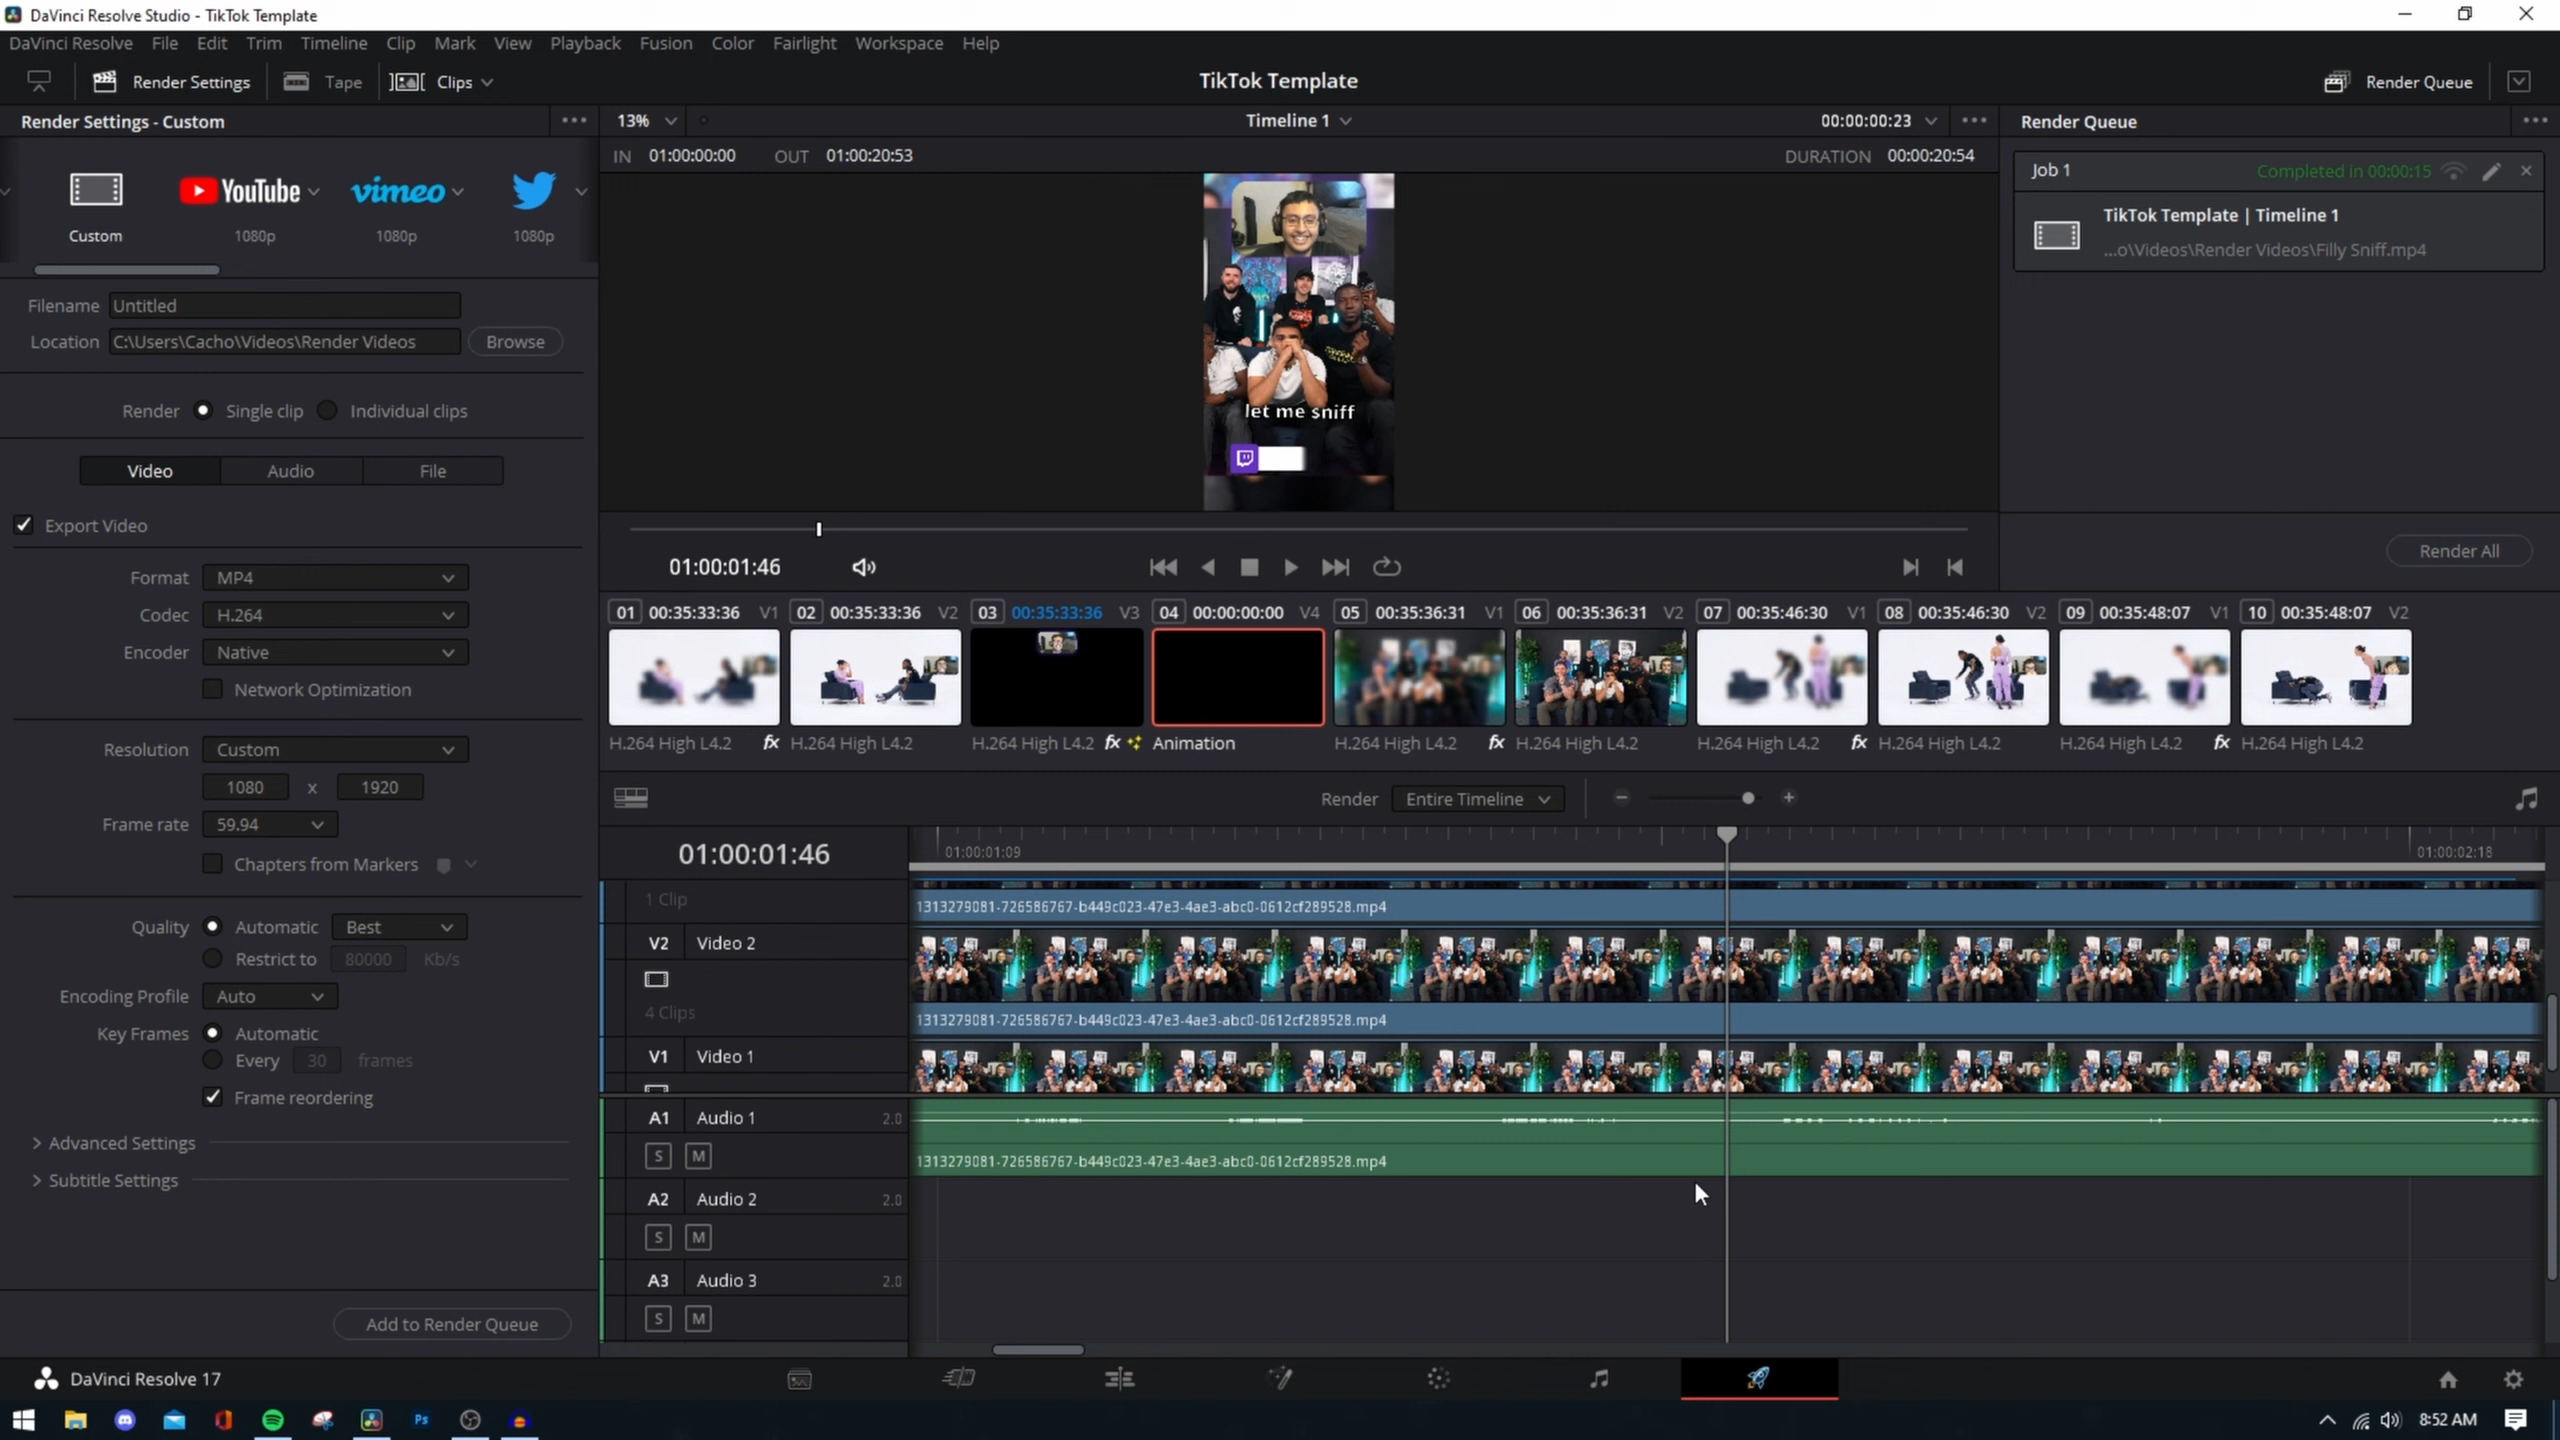 DaVinci Resolve Studio - TikTok Template
DaVinci Resolve File Edit Trim Timeline Clip Mark View Playback Fusion Color Fairlight Workspace Help
Render Settings Tape Clips TikTok Template Render Queue
Render Settings - Custom 13% Timeline 1 00:00:00:23 Render Queue
IN 01:00:00:00 OUT 01:00:20:53 DURATION 00:00:20:54
Job 1 Completed in 00:00:15
TikTok Template | Timeline 1
...o\Videos\Render Videos\Filly Sniff.mp4
Render All
YouTube vimeo
Custom 1080p 1080p 1080p
Filename Untitled
Location C:\Users\Cacho\Videos\Render Videos Browse
Render Single clip Individual clips
Video Audio File
Export Video
Format MP4
Codec H.264
Encoder Native
Network Optimization
Resolution Custom
1080 x 1920
Frame rate 59.94
Chapters from Markers
Quality Automatic Best
Restrict to 80000 Kb/s
Encoding Profile Auto
Key Frames Automatic
Every 30 frames
Frame reordering
Advanced Settings
Subtitle Settings
Add to Render Queue
let me sniff
01:00:01:46
01 00:35:33:36 V1 02 00:35:33:36 V2 03 00:35:33:36 V3 04 00:00:00:00 V4 05 00:35:36:31 V1 06 00:35:36:31 V2 07 00:35:46:30 V1 08 00:35:46:30 V2 09 00:35:48:07 V1 10 00:35:48:07 V2
H.264 High L4.2 fx H.264 High L4.2 H.264 High L4.2 fx Animation H.264 High L4.2 fx H.264 High L4.2 H.264 High L4.2 fx H.264 High L4.2 H.264 High L4.2 fx H.264 High L4.2
Render Entire Timeline
01:00:01:46 01:00:01:09 01:00:02:18
1 Clip 1313279081-726586767-b449c023-47e3-4ae3-abc0-0612cf289528.mp4
V2 Video 2
4 Clips 1313279081-726586767-b449c023-47e3-4ae3-abc0-0612cf289528.mp4
V1 Video 1
A1 Audio 1 2.0
S M 1313279081-726586767-b449c023-47e3-4ae3-abc0-0612cf289528.mp4
A2 Audio 2 2.0
S M
A3 Audio 3 2.0
S M
DaVinci Resolve 17
Ps 8:52 AM